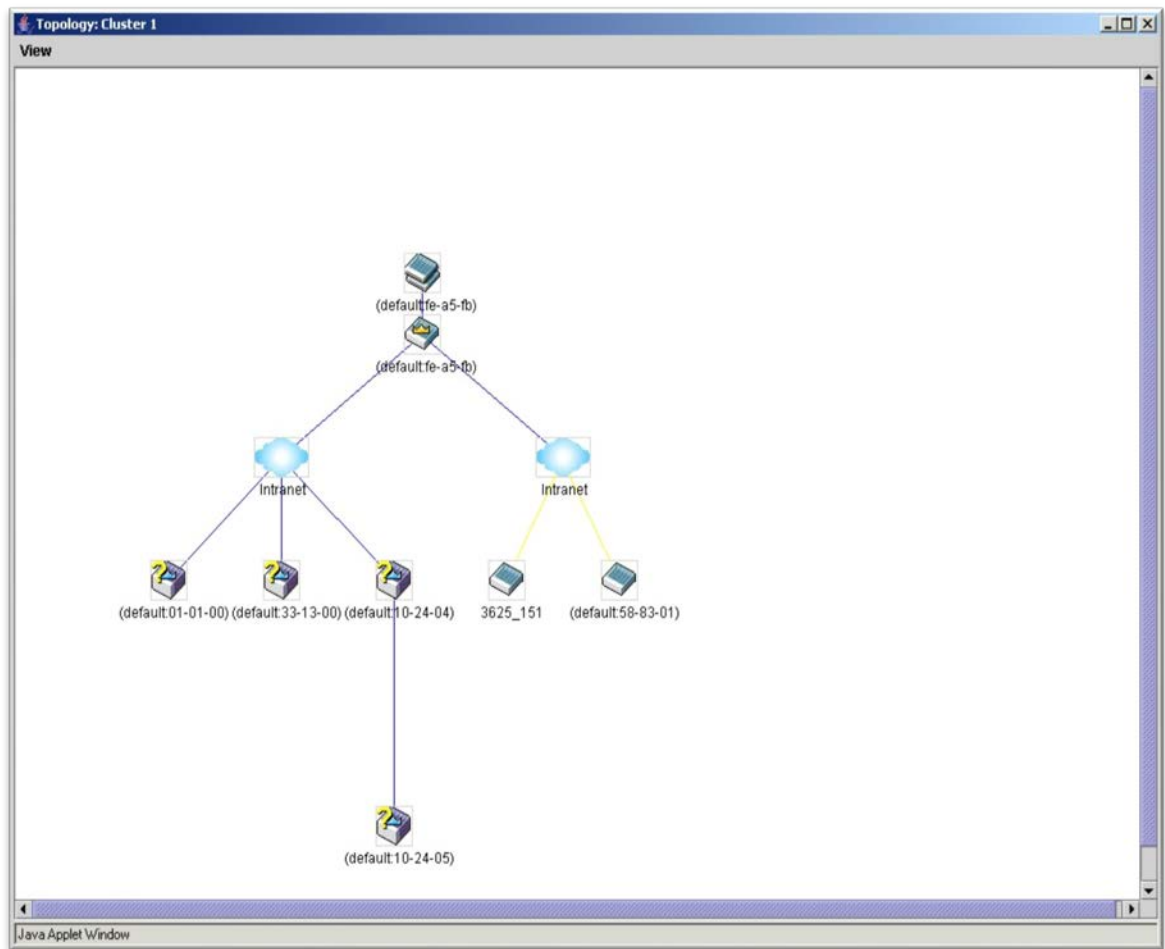 Topology: Cluster 1
View
(default:fe-a5-fb)
(default:fe-a5-fb)
Intranet
Intranet
(default:01-01-00) (default:33-13-00) (default:10-24-04) 3625_151 (default:58-83-01)
(default:10-24-05)
Java Applet Window